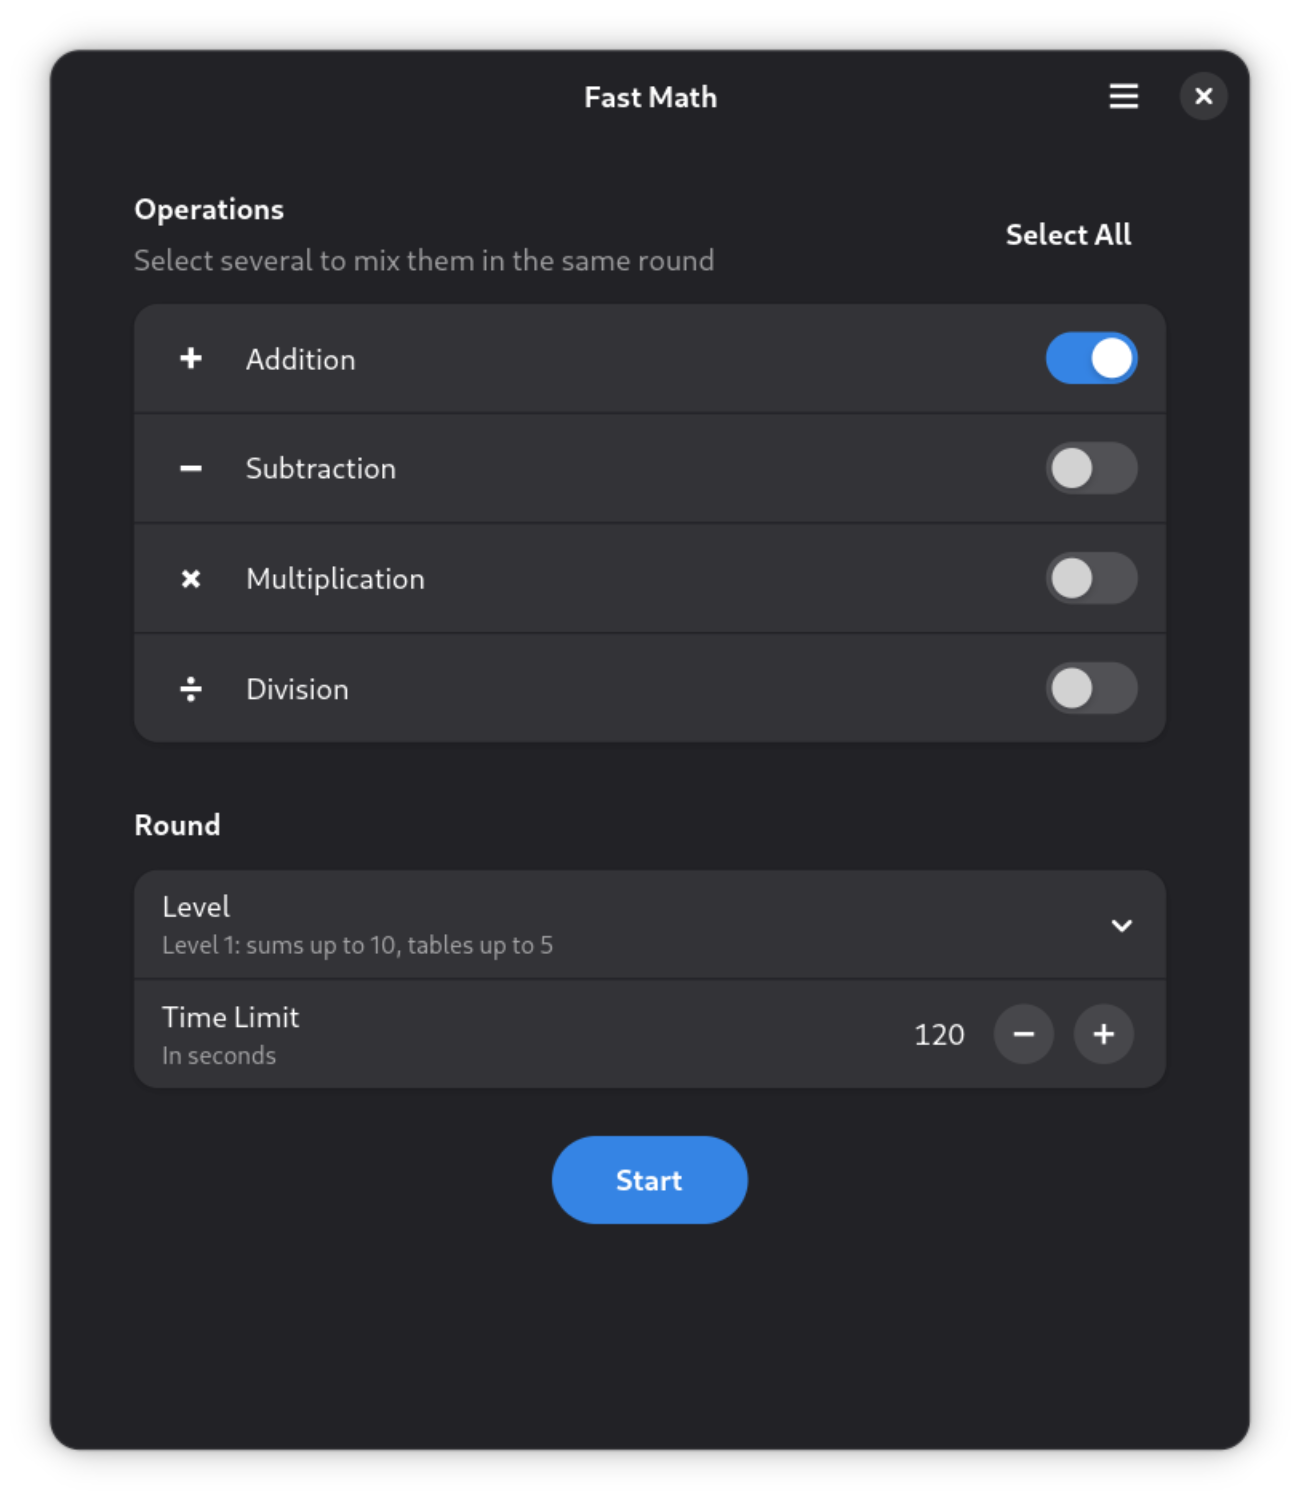 Fast Math
Operations
Select several to mix them in the same round
Select All
Addition
Subtraction
Multiplication
Division
Round
Level
Level 1: sums up to 10, tables up to 5
Time Limit
In seconds
120
Start